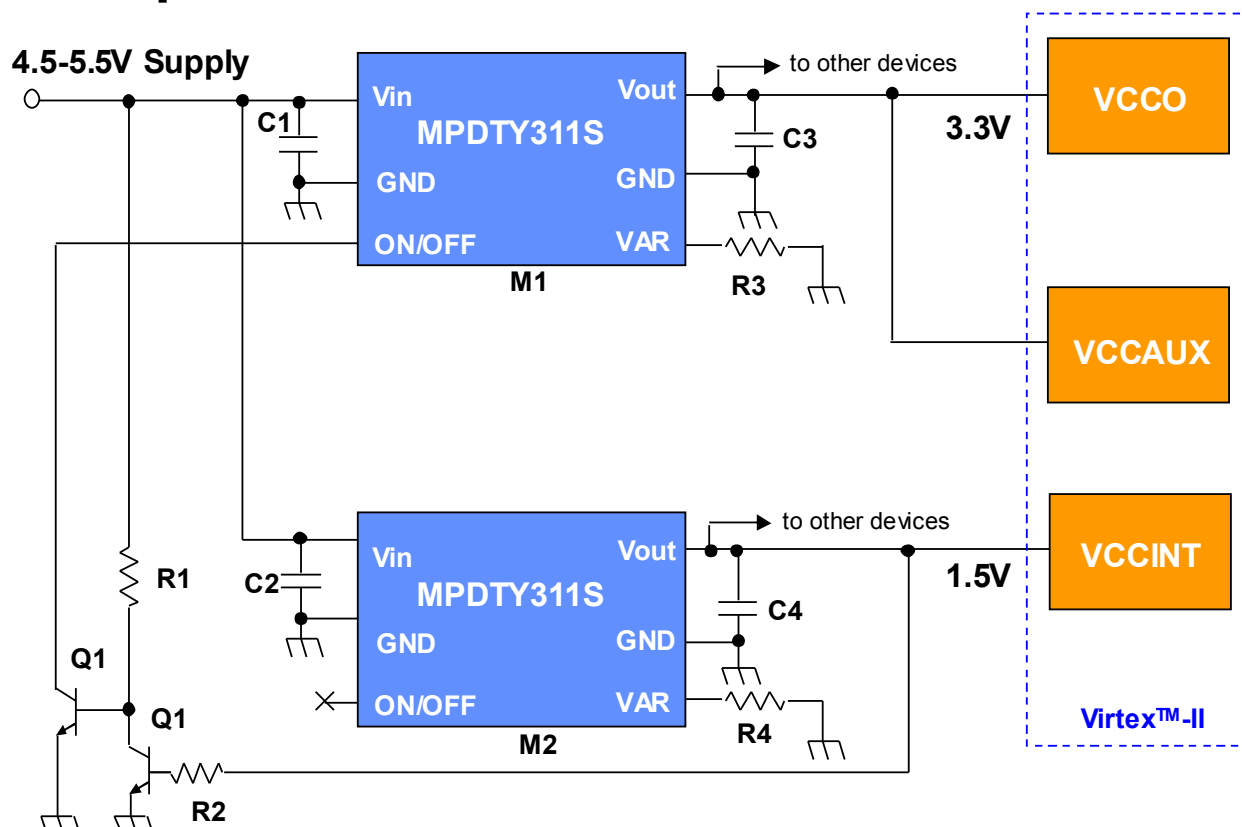 4.5-5.5V Supply
to other devices
Vin
Vout
VCCO
C1
MPDTY311S
C3
3.3V
GND
GND
ON/OFF
VAR
M1
R3
VCCAUX
to other devices
Vin
Vout
VCCINT
R1
C2
MPDTY311S
1.5V
C4
GND
GND
Q1
ON/OFF
VAR
Q1
M2
R4
Virtex™-II
R2